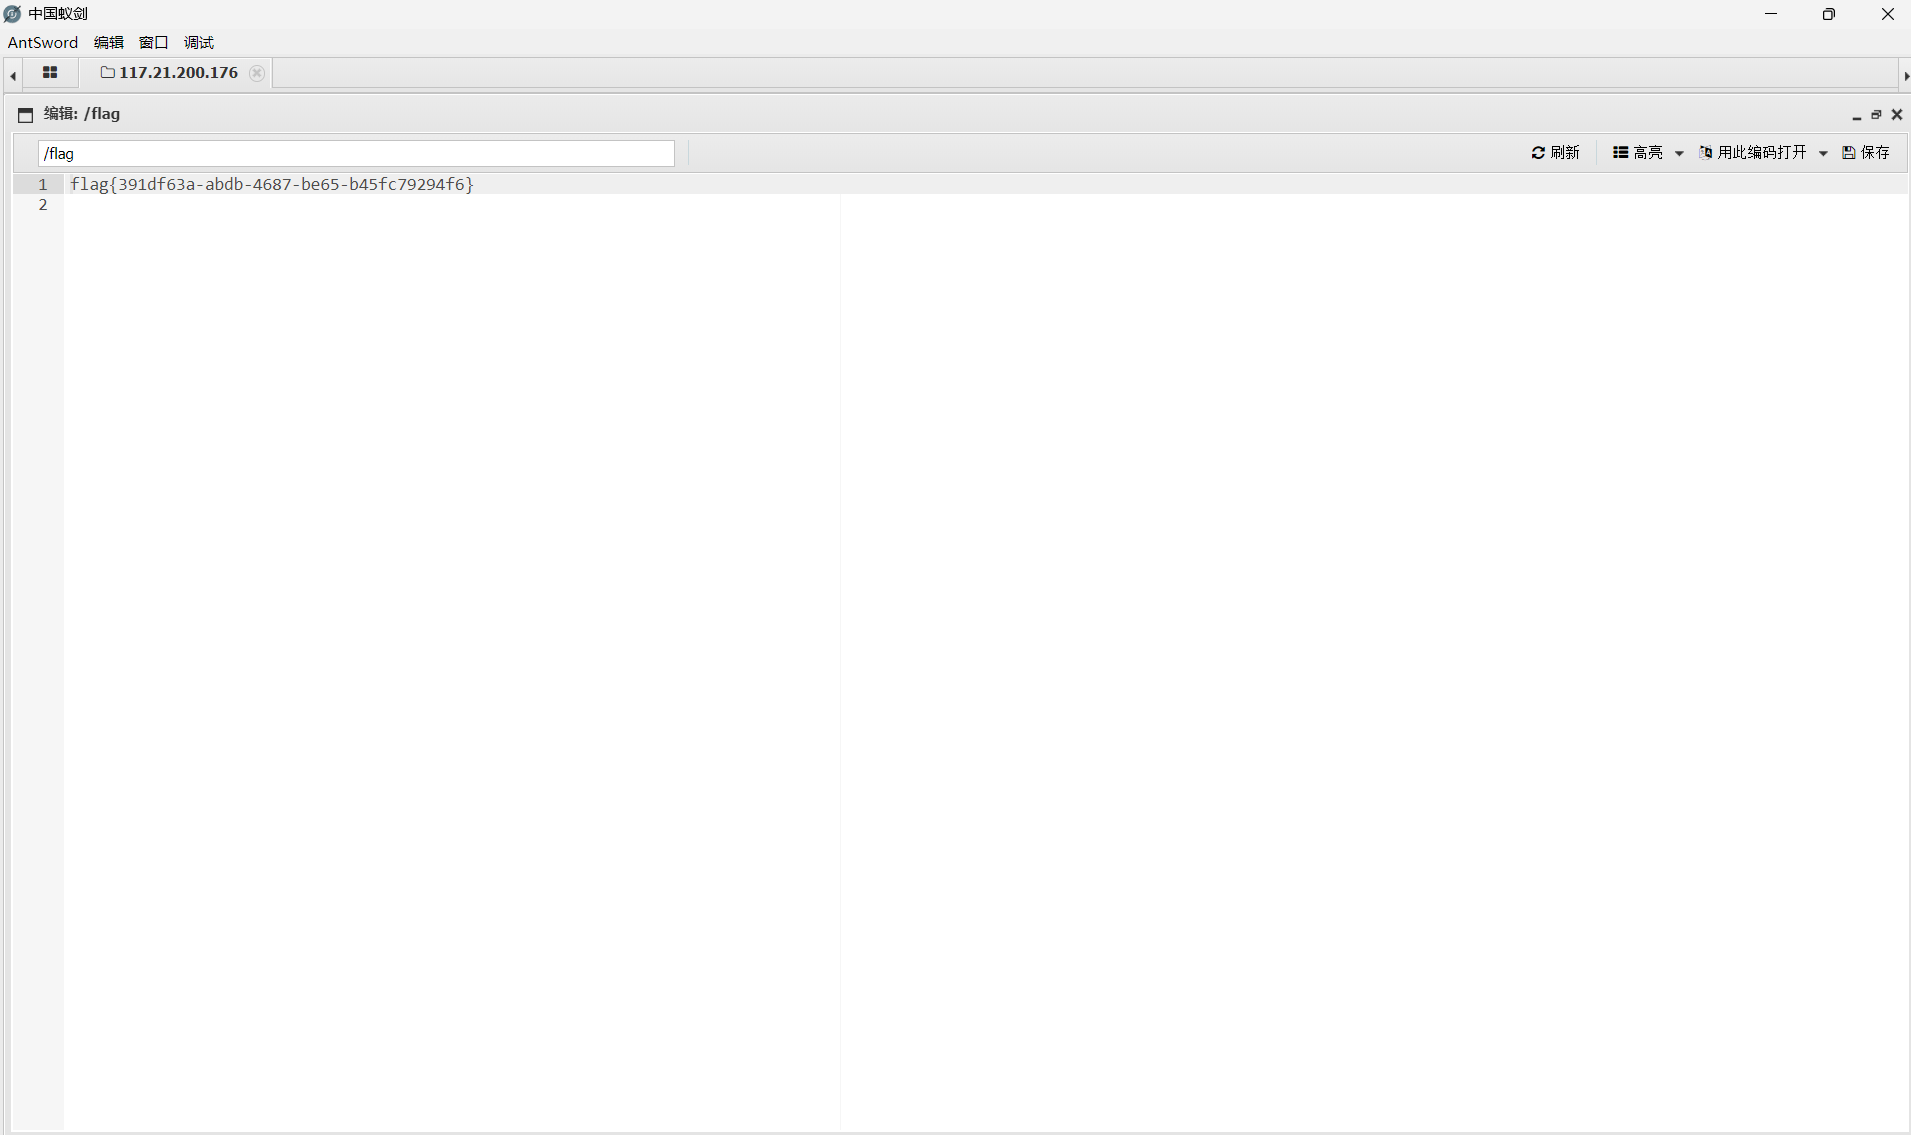 中国蚁剑
AntSword 编辑 窗口 调试
117.21.200.176
编辑: /flag
/flag 刷新 高亮 用此编码打开 保存
1 flag{391df63a-abdb-4687-be65-b45fc79294f6}
2